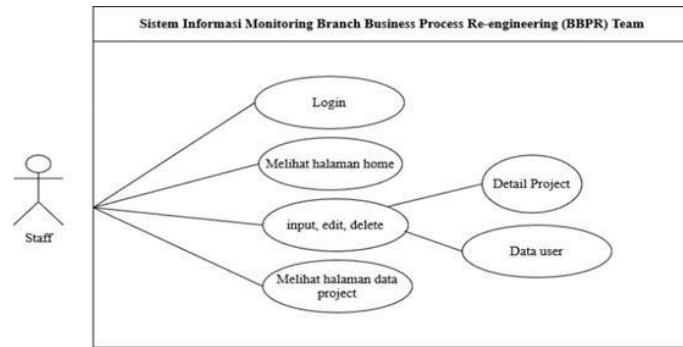 Sistem Informasi Monitoring Branch Business Process Re-engineering (BBPR) Team
Login
Melihat halaman home
Detail Project
input, edit, delete
Staff
Data user
Melihat halaman data
project